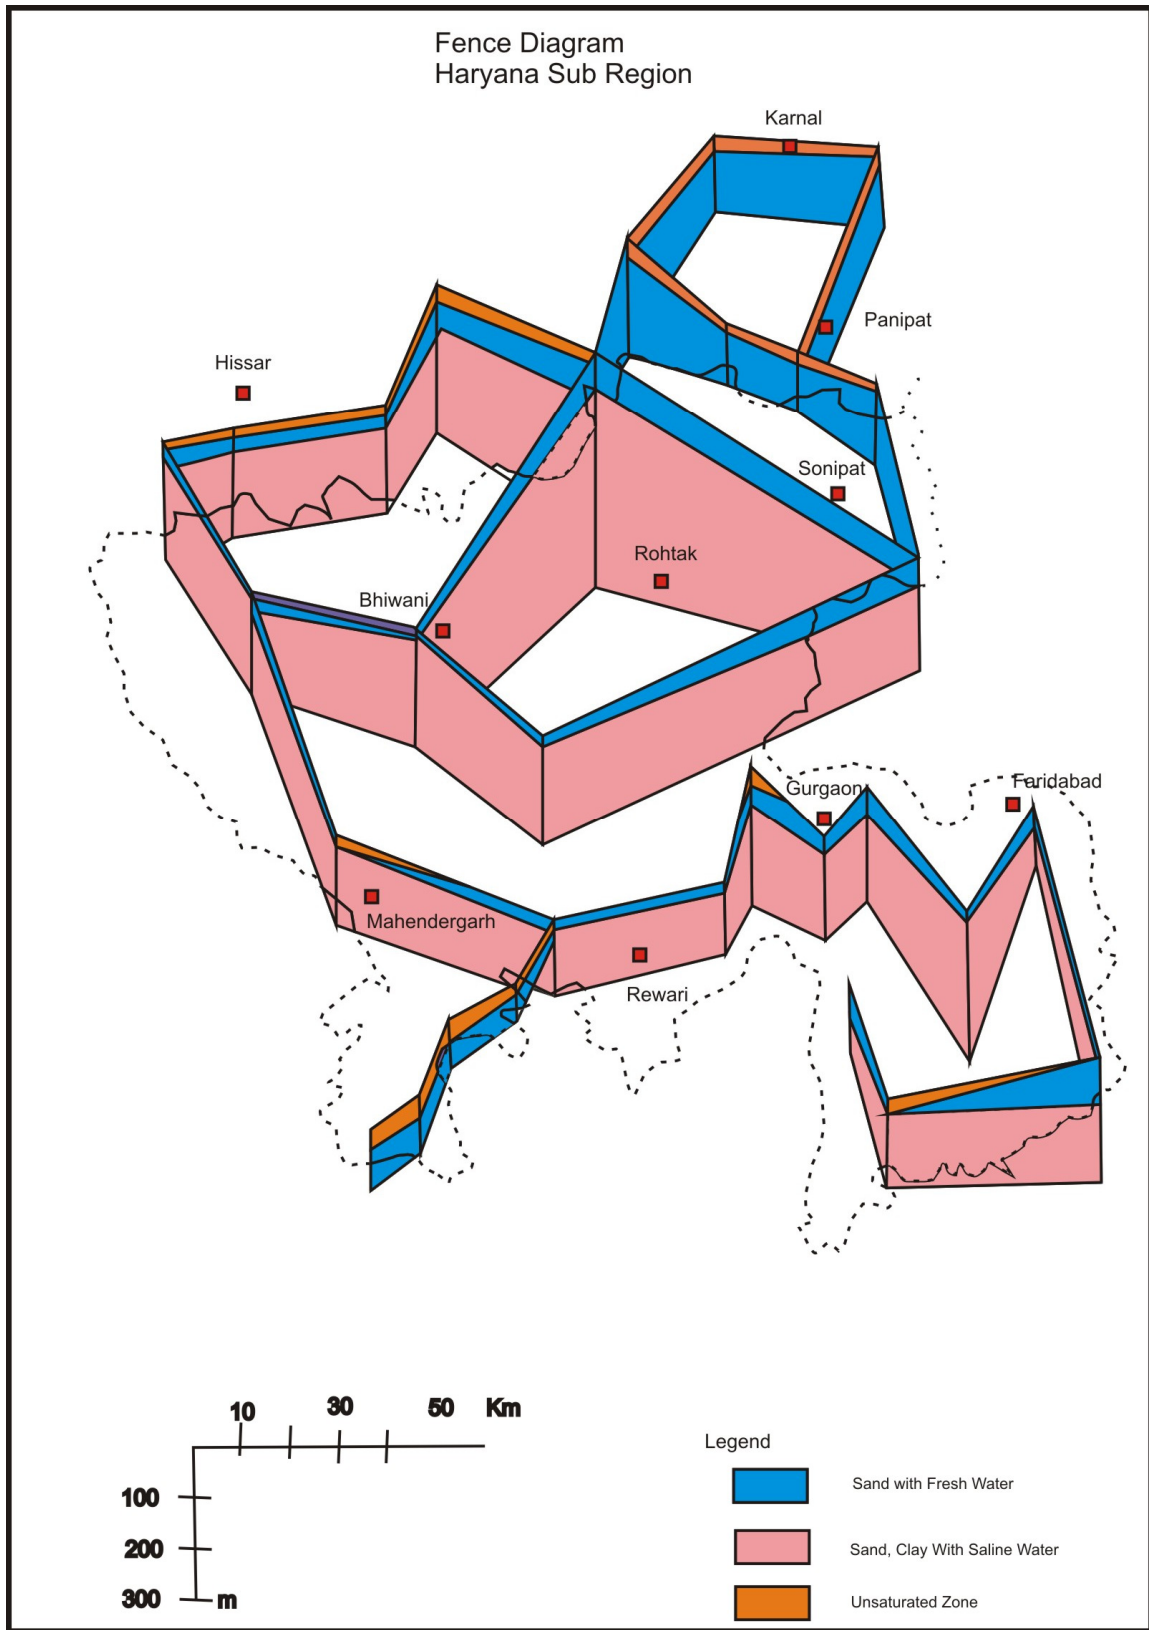 Fence Diagram
Haryana Sub Region
Karnal
Panipat
Hissar
Sonipat
Rohtak
Bhiwani
Gurgaon
Faridabad
Mahendergarh
Rewari
10 30 50 Km
100
200
300 m
Legend
Sand with Fresh Water
Sand, Clay With Saline Water
Unsaturated Zone